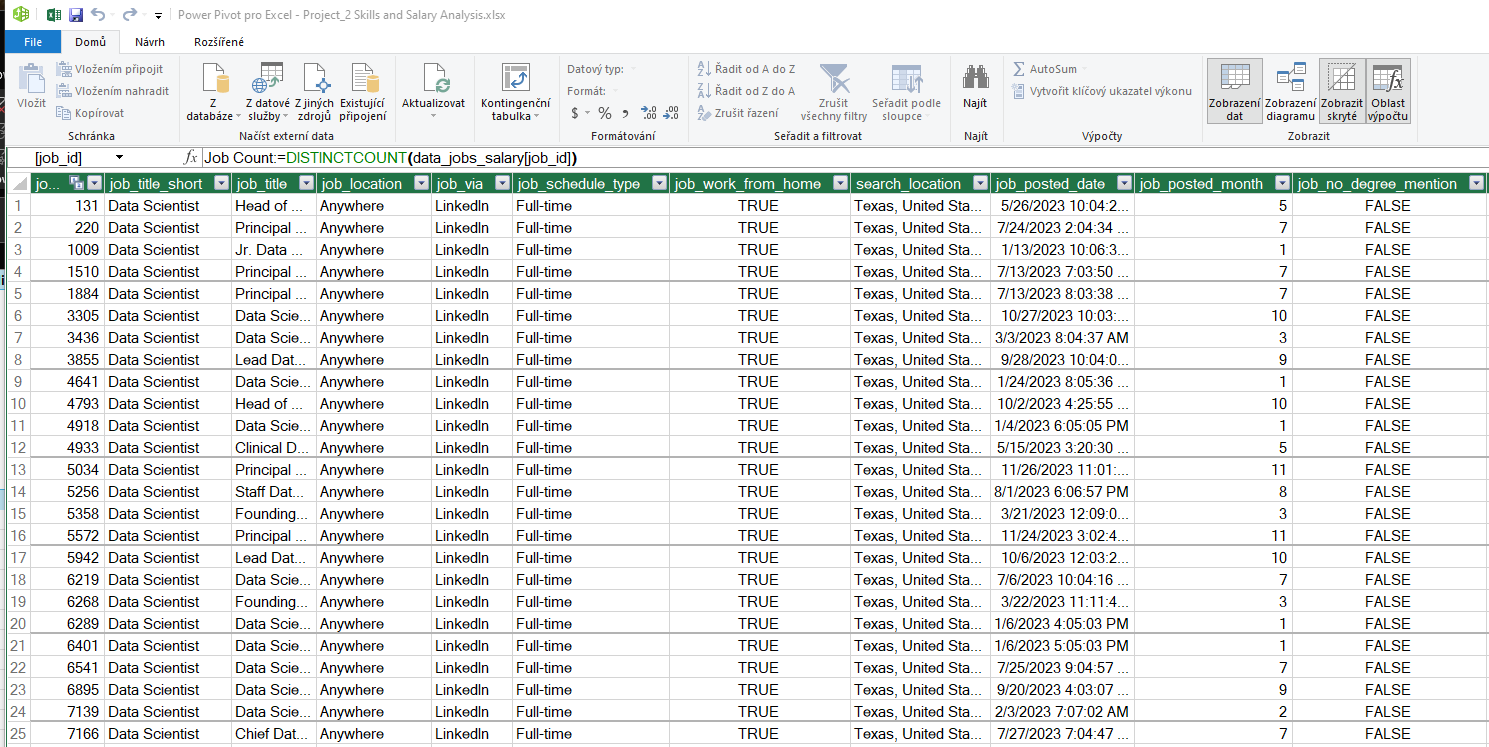 Power Pivot pro Excel - Project_2 Skills and Salary Analysis.xlsx
File Domů Návrh Rozšířené
Vložit
Vložením připojit
Vložením nahradit
Kopírovat
Schránka
Z databáze
Z datové služby
Z jiných zdrojů
Existující připojení
Načíst externí data
Aktualizovat
Kontingenční tabulka
Datový typ:
Formát:
$ % , .00 .00
Formátování
Řadit od A do Z
Řadit od Z do A
Zrušit řazení
Zrušit všechny filtry
Seřadit podle sloupce
Seřadit a filtrovat
Najít
Najít
AutoSum
Vytvořit klíčový ukazatel výkonu
Výpočty
Zobrazení dat
Zobrazení diagramu
Zobrazit skryté
Oblast výpočtu
Zobrazit
[job_id] fx Job Count:=DISTINCTCOUNT(data_jobs_salary[job_id])
jo... job_title_short job_title job_location job_via job_schedule_type job_work_from_home search_location job_posted_date job_posted_month job_no_degree_mention
1 131 Data Scientist Head of ... Anywhere LinkedIn Full-time TRUE Texas, United Sta... 5/26/2023 10:04:2... 5 FALSE
2 220 Data Scientist Principal ... Anywhere LinkedIn Full-time TRUE Texas, United Sta... 7/24/2023 2:04:34 ... 7 FALSE
3 1009 Data Scientist Jr. Data ... Anywhere LinkedIn Full-time TRUE Texas, United Sta... 1/13/2023 10:06:3... 1 FALSE
4 1510 Data Scientist Principal ... Anywhere LinkedIn Full-time TRUE Texas, United Sta... 7/13/2023 7:03:50 ... 7 FALSE
5 1884 Data Scientist Principal ... Anywhere LinkedIn Full-time TRUE Texas, United Sta... 7/13/2023 8:03:38 ... 7 FALSE
6 3305 Data Scientist Data Scie... Anywhere LinkedIn Full-time TRUE Texas, United Sta... 10/27/2023 10:03:... 10 FALSE
7 3436 Data Scientist Data Scie... Anywhere LinkedIn Full-time TRUE Texas, United Sta... 3/3/2023 8:04:37 AM 3 FALSE
8 3855 Data Scientist Lead Dat... Anywhere LinkedIn Full-time TRUE Texas, United Sta... 9/28/2023 10:04:0... 9 FALSE
9 4641 Data Scientist Data Scie... Anywhere LinkedIn Full-time TRUE Texas, United Sta... 1/24/2023 8:05:36 ... 1 FALSE
10 4793 Data Scientist Head of ... Anywhere LinkedIn Full-time TRUE Texas, United Sta... 10/2/2023 4:25:55 ... 10 FALSE
11 4918 Data Scientist Data Scie... Anywhere LinkedIn Full-time TRUE Texas, United Sta... 1/4/2023 6:05:05 PM 1 FALSE
12 4933 Data Scientist Clinical D... Anywhere LinkedIn Full-time TRUE Texas, United Sta... 5/15/2023 3:20:30 ... 5 FALSE
13 5034 Data Scientist Principal ... Anywhere LinkedIn Full-time TRUE Texas, United Sta... 11/26/2023 11:01:... 11 FALSE
14 5256 Data Scientist Staff Dat... Anywhere LinkedIn Full-time TRUE Texas, United Sta... 8/1/2023 6:06:57 PM 8 FALSE
15 5358 Data Scientist Founding... Anywhere LinkedIn Full-time TRUE Texas, United Sta... 3/21/2023 12:09:0... 3 FALSE
16 5572 Data Scientist Principal ... Anywhere LinkedIn Full-time TRUE Texas, United Sta... 11/24/2023 3:02:4... 11 FALSE
17 5942 Data Scientist Lead Dat... Anywhere LinkedIn Full-time TRUE Texas, United Sta... 10/6/2023 12:03:2... 10 FALSE
18 6219 Data Scientist Data Scie... Anywhere LinkedIn Full-time TRUE Texas, United Sta... 7/6/2023 10:04:16 ... 7 FALSE
19 6268 Data Scientist Founding... Anywhere LinkedIn Full-time TRUE Texas, United Sta... 3/22/2023 11:11:4... 3 FALSE
20 6289 Data Scientist Data Scie... Anywhere LinkedIn Full-time TRUE Texas, United Sta... 1/6/2023 4:05:03 PM 1 FALSE
21 6401 Data Scientist Data Scie... Anywhere LinkedIn Full-time TRUE Texas, United Sta... 1/6/2023 5:05:03 PM 1 FALSE
22 6541 Data Scientist Data Scie... Anywhere LinkedIn Full-time TRUE Texas, United Sta... 7/25/2023 9:04:57 ... 7 FALSE
23 6895 Data Scientist Data Scie... Anywhere LinkedIn Full-time TRUE Texas, United Sta... 9/20/2023 4:03:07 ... 9 FALSE
24 7139 Data Scientist Data Scie... Anywhere LinkedIn Full-time TRUE Texas, United Sta... 2/3/2023 7:07:02 AM 2 FALSE
25 7166 Data Scientist Chief Dat... Anywhere LinkedIn Full-time TRUE Texas, United Sta... 7/27/2023 7:04:47 ... 7 FALSE